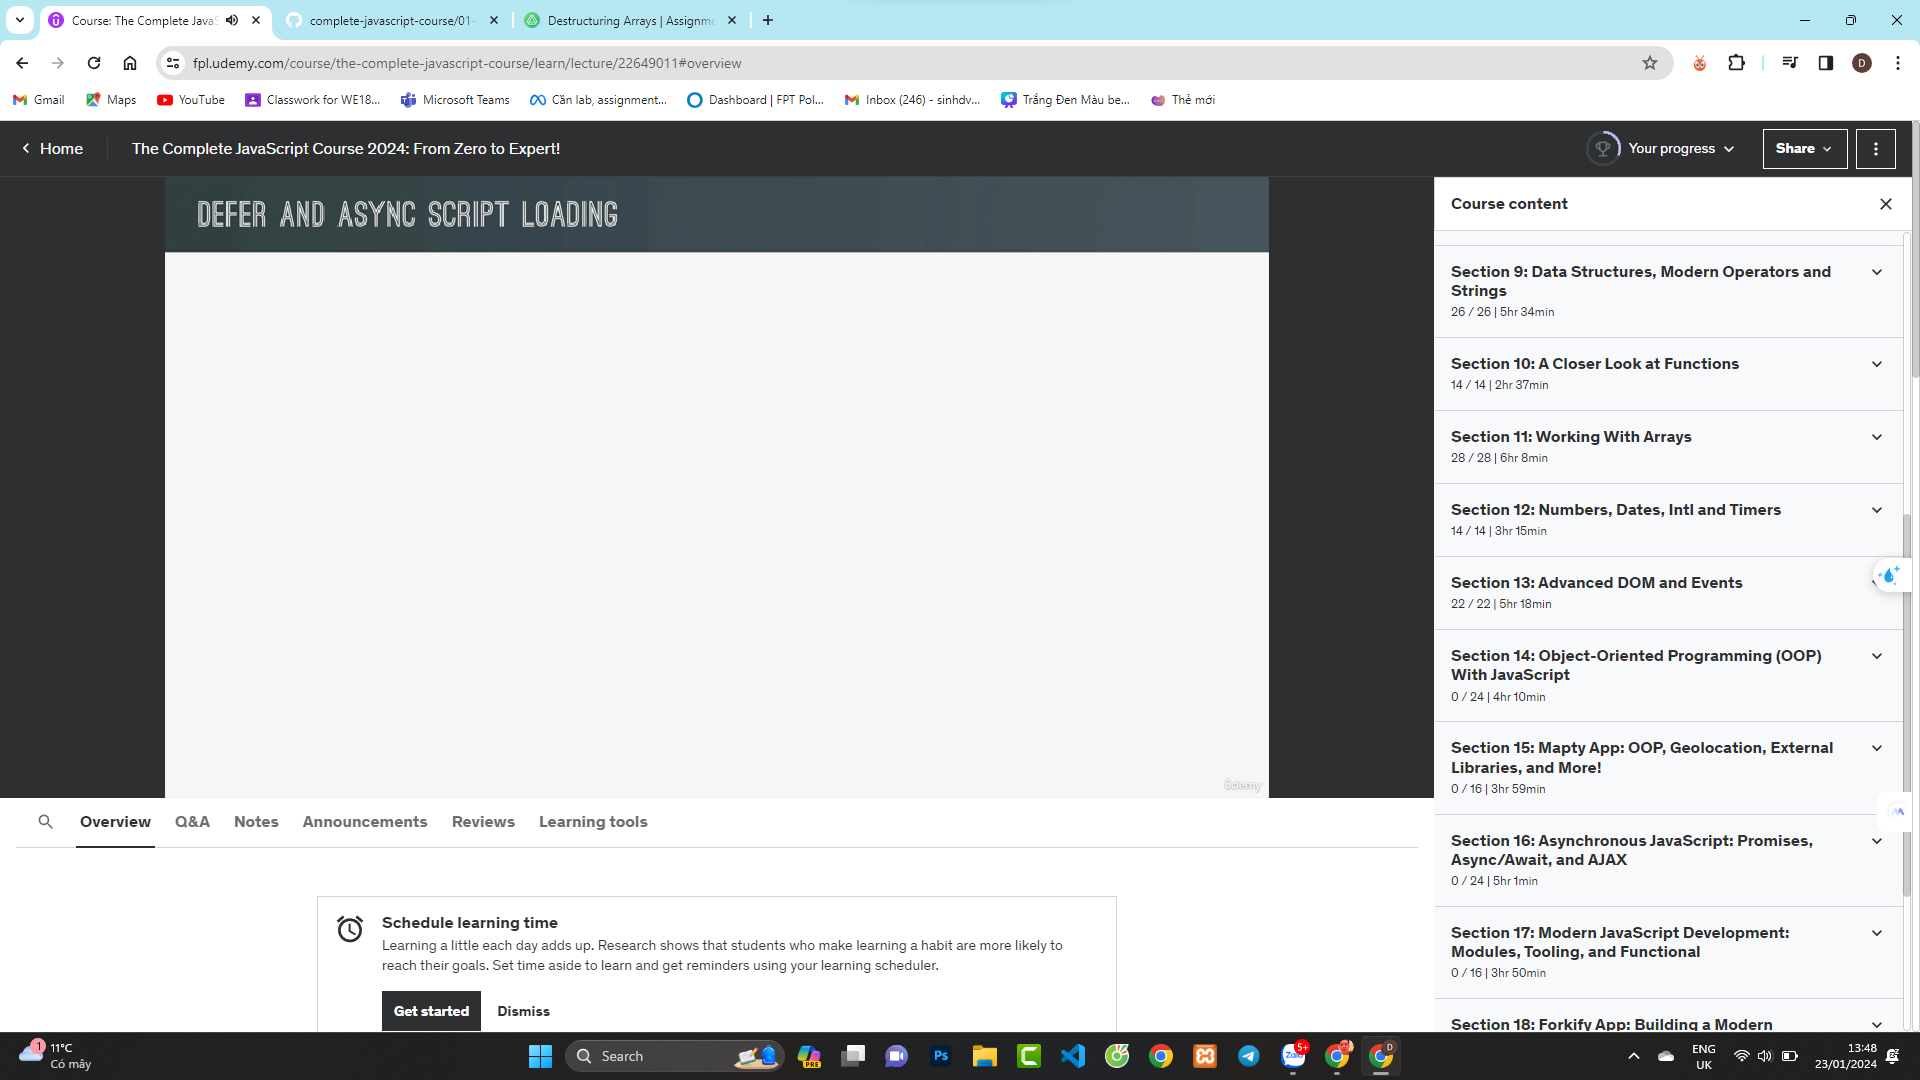 Course: The Complete JavaS
complete-javascript-course/01-
Destructuring Arrays | Assignme
fpl.udemy.com/course/the-complete-javascript-course/learn/lecture/22649011#overview
D
Gmail
Maps
YouTube
Classwork for WE18...
Microsoft Teams
Cần lab, assignment...
Dashboard | FPT Pol...
Inbox (246) - sinhdv...
Trắng Đen Màu be...
Thẻ mới
Home
The Complete JavaScript Course 2024: From Zero to Expert!
Your progress
Share
DEFER AND ASYNC SCRIPT LOADING
ûdemy
Course content
Section 9: Data Structures, Modern Operators and
Strings
26 / 26 | 5hr 34min
Section 10: A Closer Look at Functions
14 / 14 | 2hr 37min
Section 11: Working With Arrays
28 / 28 | 6hr 8min
Section 12: Numbers, Dates, Intl and Timers
14 / 14 | 3hr 15min
Section 13: Advanced DOM and Events
22 / 22 | 5hr 18min
Section 14: Object-Oriented Programming (OOP)
With JavaScript
0 / 24 | 4hr 10min
Section 15: Mapty App: OOP, Geolocation, External
Libraries, and More!
0 / 16 | 3hr 59min
Section 16: Asynchronous JavaScript: Promises,
Async/Await, and AJAX
0 / 24 | 5hr 1min
Section 17: Modern JavaScript Development:
Modules, Tooling, and Functional
0 / 16 | 3hr 50min
Section 18: Forkify App: Building a Modern
Overview
Q&A
Notes
Announcements
Reviews
Learning tools
Schedule learning time
Learning a little each day adds up. Research shows that students who make learning a habit are more likely to
reach their goals. Set time aside to learn and get reminders using your learning scheduler.
Get started
Dismiss
1
11°C
Có mây
Search
PRE
Ps
Zalo
5+
D
ENG
UK
13:48
23/01/2024